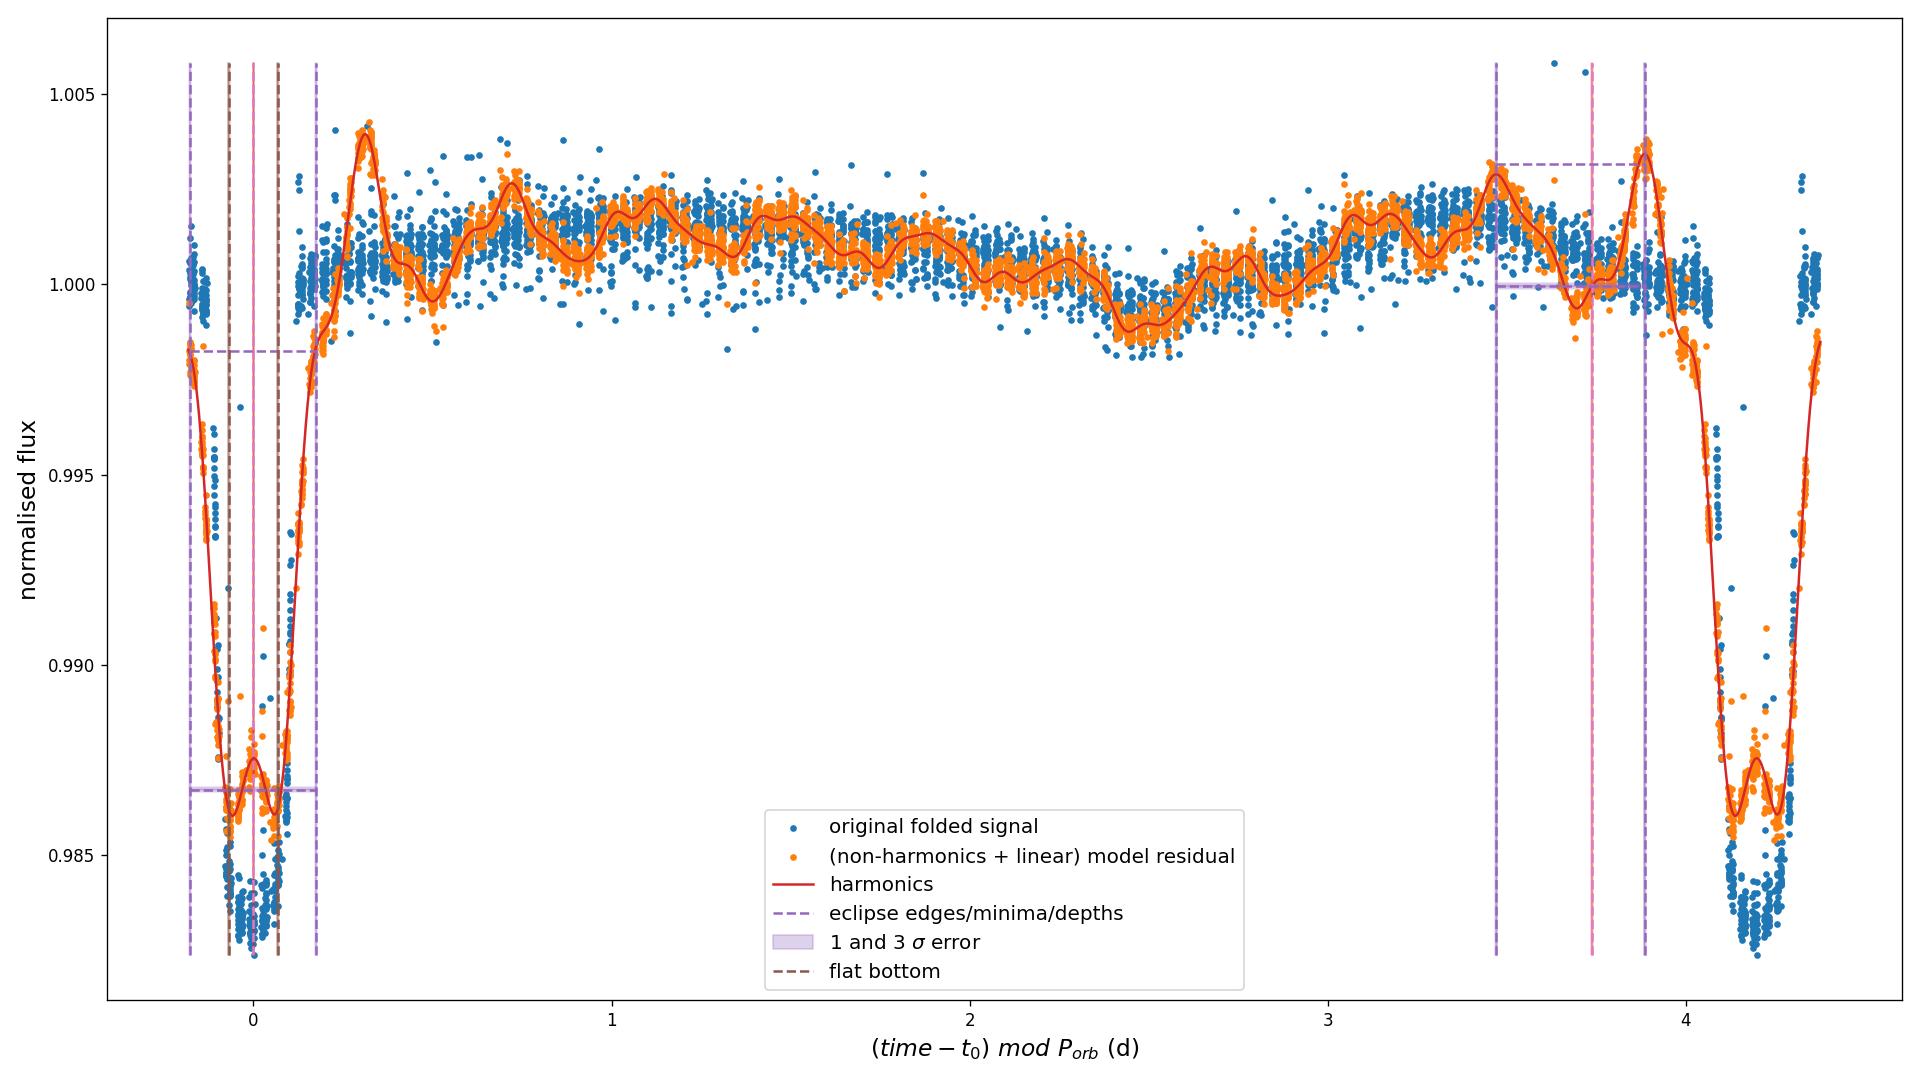 normalised flux
1.005
1.000
0.995
0.990
0.985
original folded signal
(non-harmonics + linear) model residual
harmonics
eclipse edges/minima/depths
1 and 3 σ error
flat bottom
0 1 2 3 4
(time − t₀) mod Pₒᵣᵦ (d)